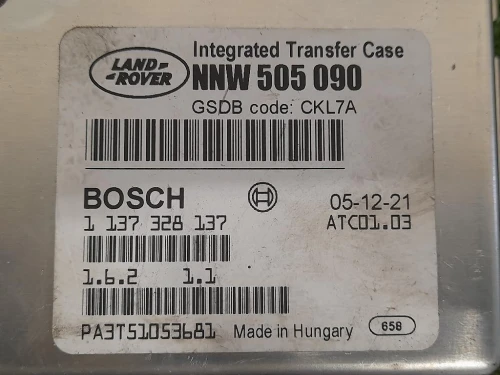 LAND-
ROVER
Integrated Transfer Case
NNW 505 090
GSDB code: CKL7A
BOSCH
05-12-21
1 137 328 137
ATC01.03
1.6.2 1.1
PA3T51053681 Made in Hungary 658